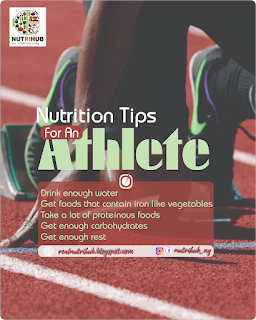 NUTRIHUB
Nutrition Tips
For An
Athlete
Drink enough water
Get foods that contain iron like vegetables
Take a lot of proteinous foods
Get enough carbohydrates
Get enough rest
realnutrihub.blogspot.com
nutrihub_ng